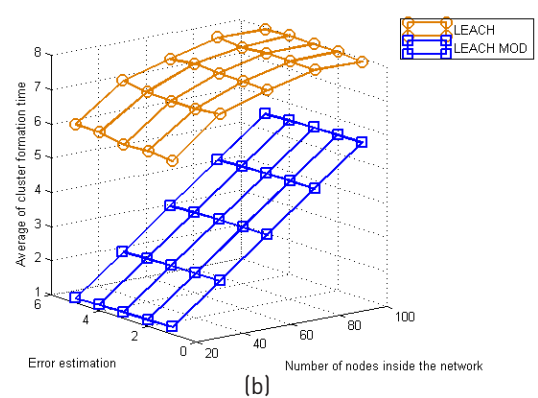 LEACH
LEACH MOD
8
7
6
5
4
3
2
1
Average of cluster formation time
6
4
2
0
Error estimation
20
40
60
80
100
Number of nodes inside the network
(b)